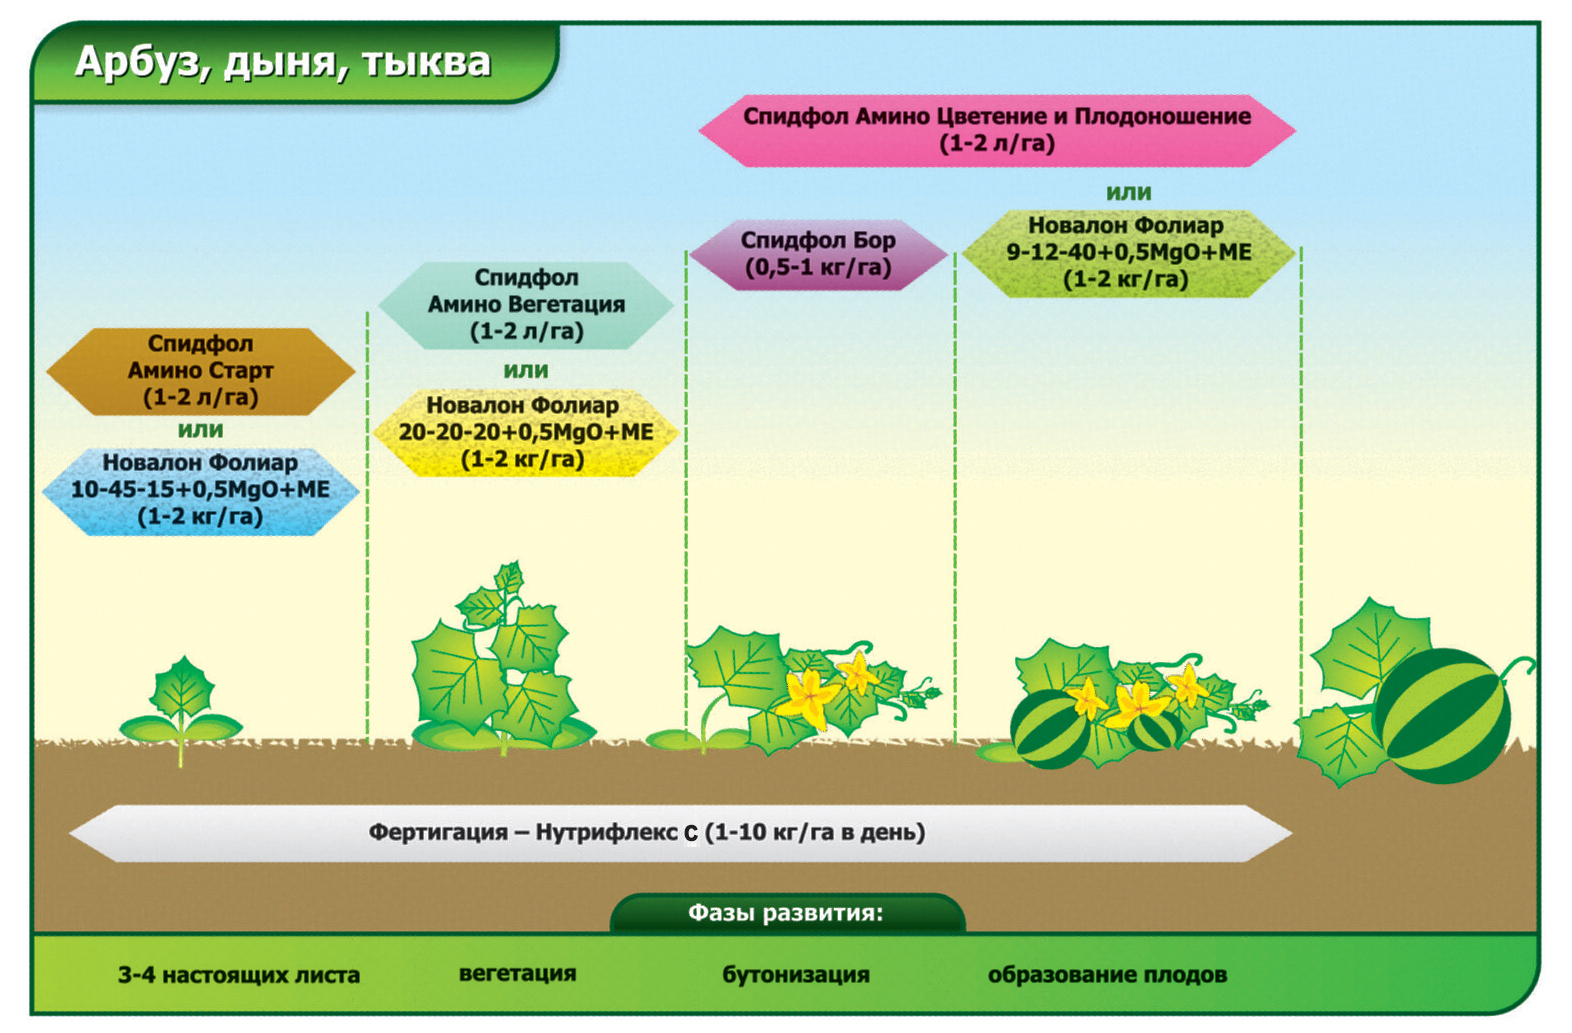 Арбуз, дыня, тыква
Спидфол Амино Цветение и Плодоношение
(1-2 л/га)
или
Новалон Фолиар
9-12-40+0,5MgO+ME
(1-2 кг/га)
Спидфол Бор
(0,5-1 кг/га)
Спидфол
Амино Вегетация
(1-2 л/га)
или
Новалон Фолиар
20-20-20+0,5MgO+ME
(1-2 кг/га)
Спидфол
Амино Старт
(1-2 л/га)
или
Новалон Фолиар
10-45-15+0,5MgO+ME
(1-2 кг/га)
Фертигация – Нутрифлекс С (1-10 кг/га в день)
Фазы развития:
3-4 настоящих листа
вегетация
бутонизация
образование плодов